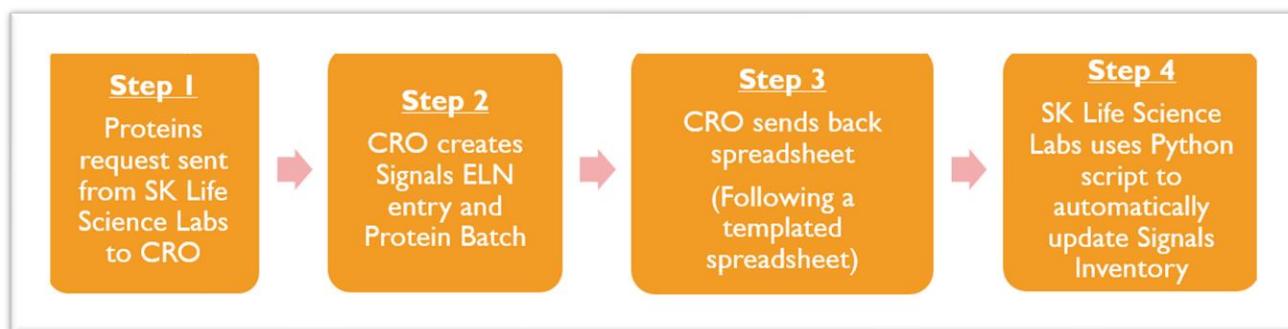 Step 1
Proteins
request sent
from SK Life
Science Labs
to CRO
Step 2
CRO creates
Signals ELN
entry and
Protein Batch
Step 3
CRO sends back
spreadsheet
(Following a
templated
spreadsheet)
Step 4
SK Life Science
Labs uses Python
script to
automatically
update Signals
Inventory